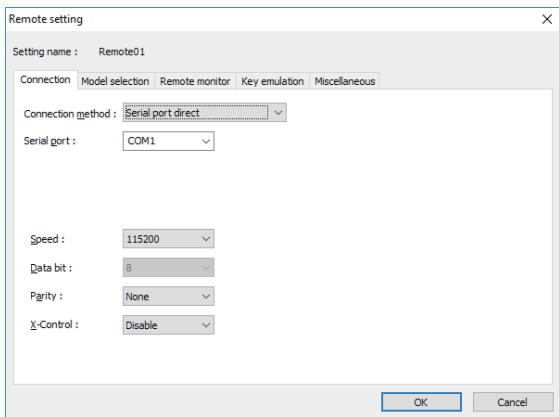 Remote setting
Setting name : Remote01
Connection Model selection Remote monitor Key emulation Miscellaneous
Connection method : Serial port direct
Serial port : COM1
Speed : 115200
Data bit : 8
Parity : None
X-Control : Disable
OK Cancel